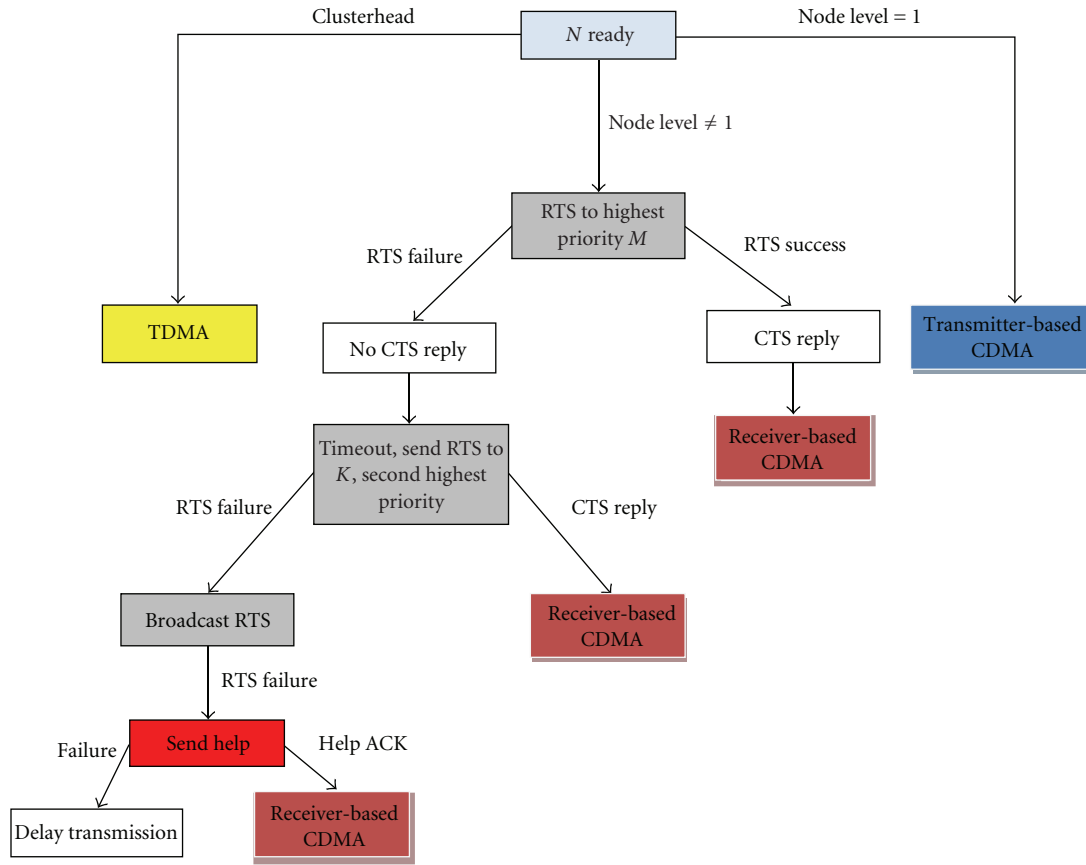 Clusterhead
N ready
Node level = 1
Node level ≠ 1
RTS to highest
priority M
RTS failure
RTS success
TDMA
No CTS reply
CTS reply
Transmitter-based
CDMA
Receiver-based
CDMA
Timeout, send RTS to
K, second highest
priority
RTS failure
CTS reply
Broadcast RTS
Receiver-based
CDMA
RTS failure
Send help
Failure
Help ACK
Delay transmission
Receiver-based
CDMA